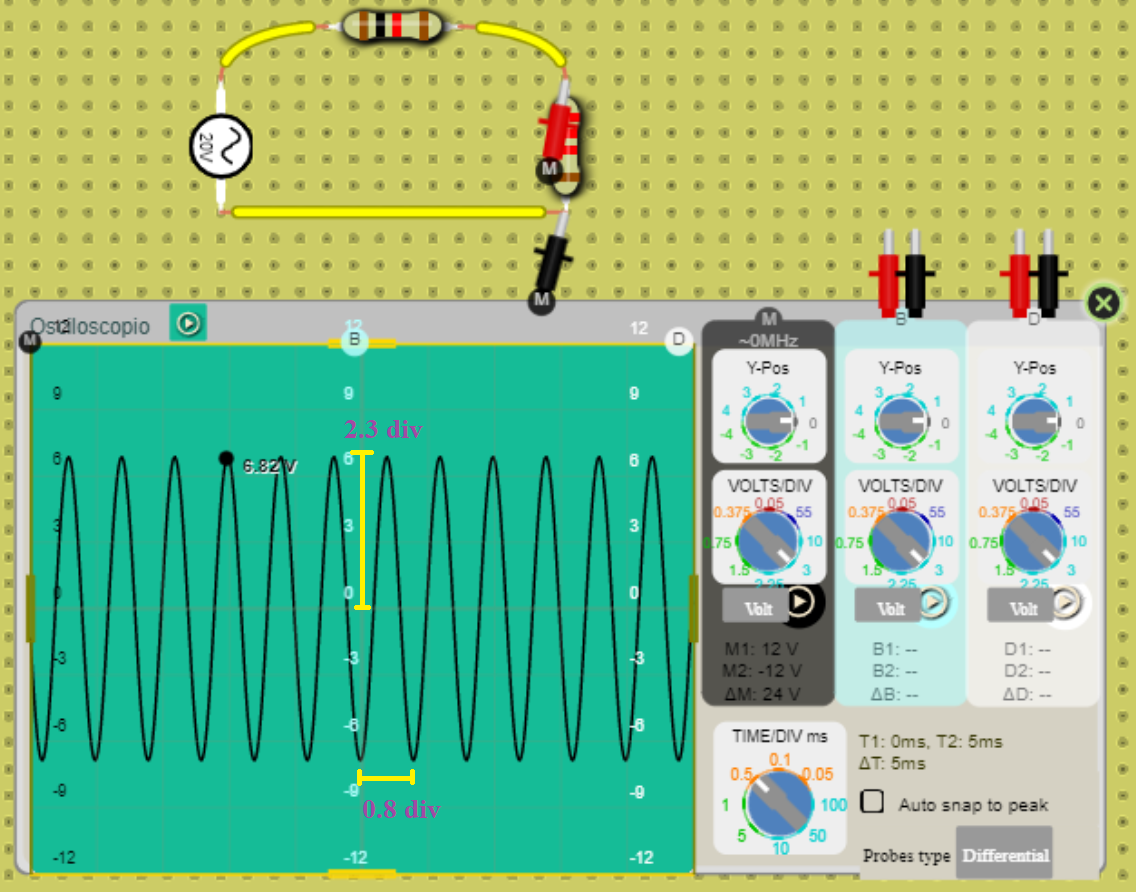 20V
M
M
Osciloscopio
12
12
12
M
B
D
9
9
9
2.3 div
6
6
6
6.82 V
3
3
3
0
0
0
-3
-3
-3
-6
-6
-6
-9
-9
-9
0.8 div
-12
-12
-12
M
~0MHz
Y-Pos
4 3 2 1 0
-4 -3 -2 -1
VOLTS/DIV
0.05
0.375 55
0.75 10
1.5 2.25 3
Volt
M1: 12 V
M2: -12 V
ΔM: 24 V
B
Y-Pos
4 3 2 1 0
-4 -3 -2 -1
VOLTS/DIV
0.05
0.375 55
0.75 10
1.5 2.25 3
Volt
B1: --
B2: --
ΔB: --
D
Y-Pos
4 3 2 1 0
-4 -3 -2 -1
VOLTS/DIV
0.05
0.375 55
0.75 10
1.5 2.25 3
Volt
D1: --
D2: --
ΔD: --
TIME/DIV ms
0.1
0.5 0.05
1 100
5 50
10
T1: 0ms, T2: 5ms
ΔT: 5ms
Auto snap to peak
Probes type Differential